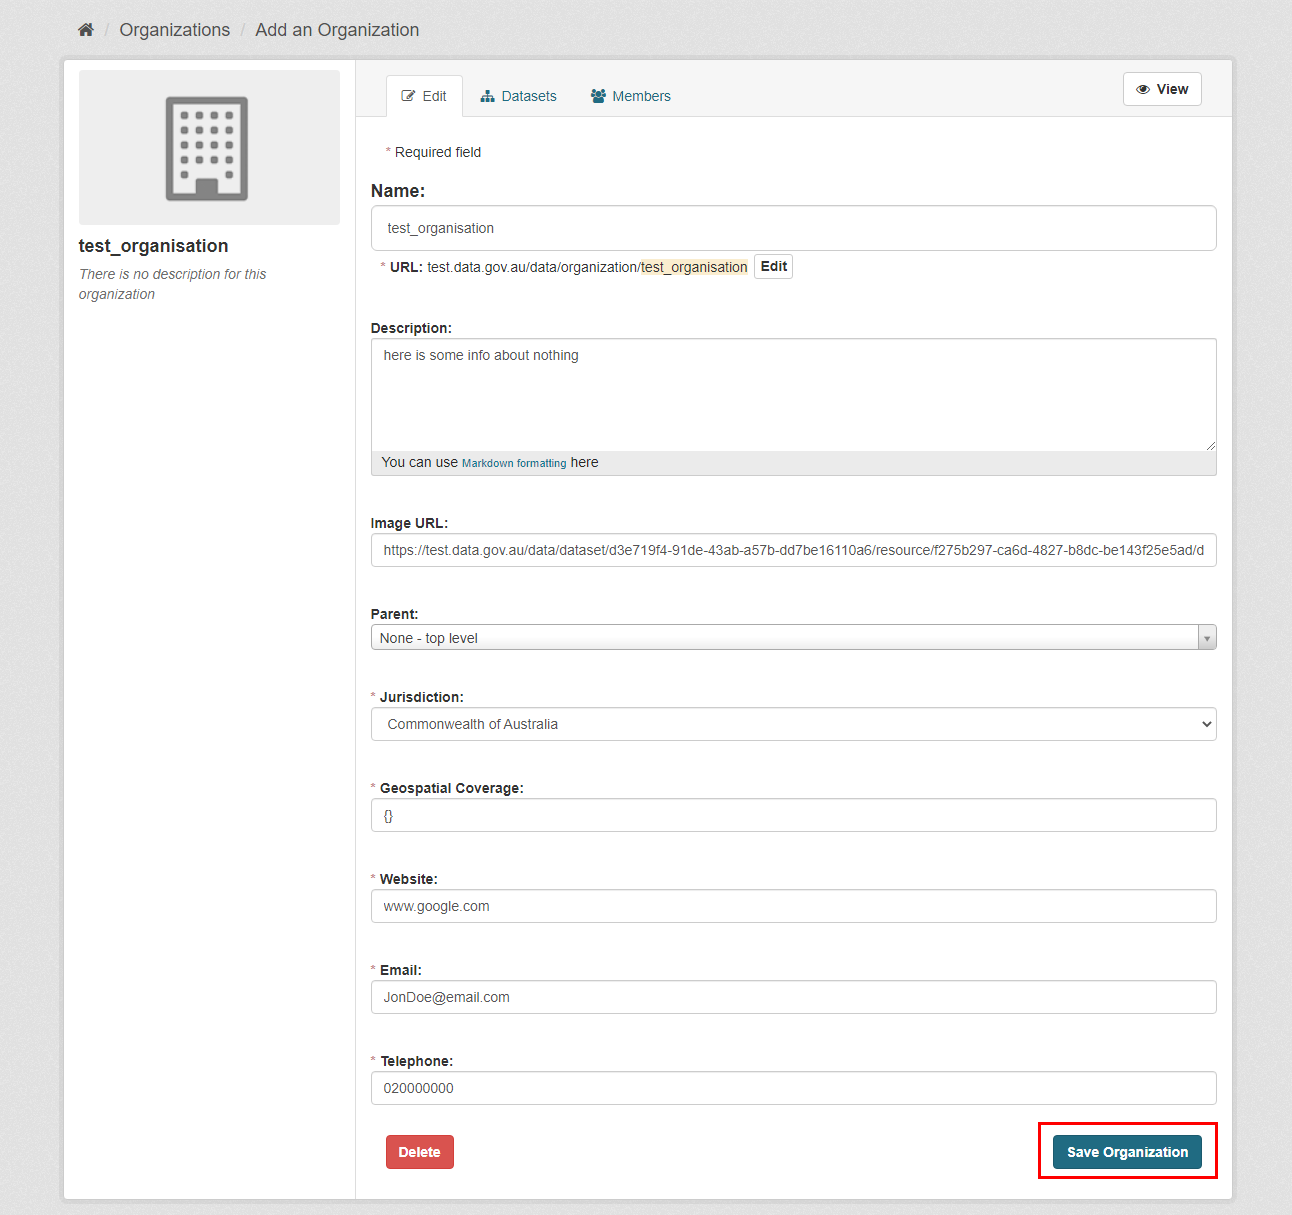 / Organizations / Add an Organization
Edit
Datasets
Members
View
test_organisation
There is no description for this
organization
* Required field
Name:
test_organisation
* URL: test.data.gov.au/data/organization/test_organisation Edit
Description:
here is some info about nothing
You can use Markdown formatting here
Image URL:
https://test.data.gov.au/data/dataset/d3e719f4-91de-43ab-a57b-dd7be16110a6/resource/f275b297-ca6d-4827-b8dc-be143f25e5ad/d
Parent:
None - top level
* Jurisdiction:
Commonwealth of Australia
* Geospatial Coverage:
{}
* Website:
www.google.com
* Email:
JonDoe@email.com
* Telephone:
020000000
Delete
Save Organization